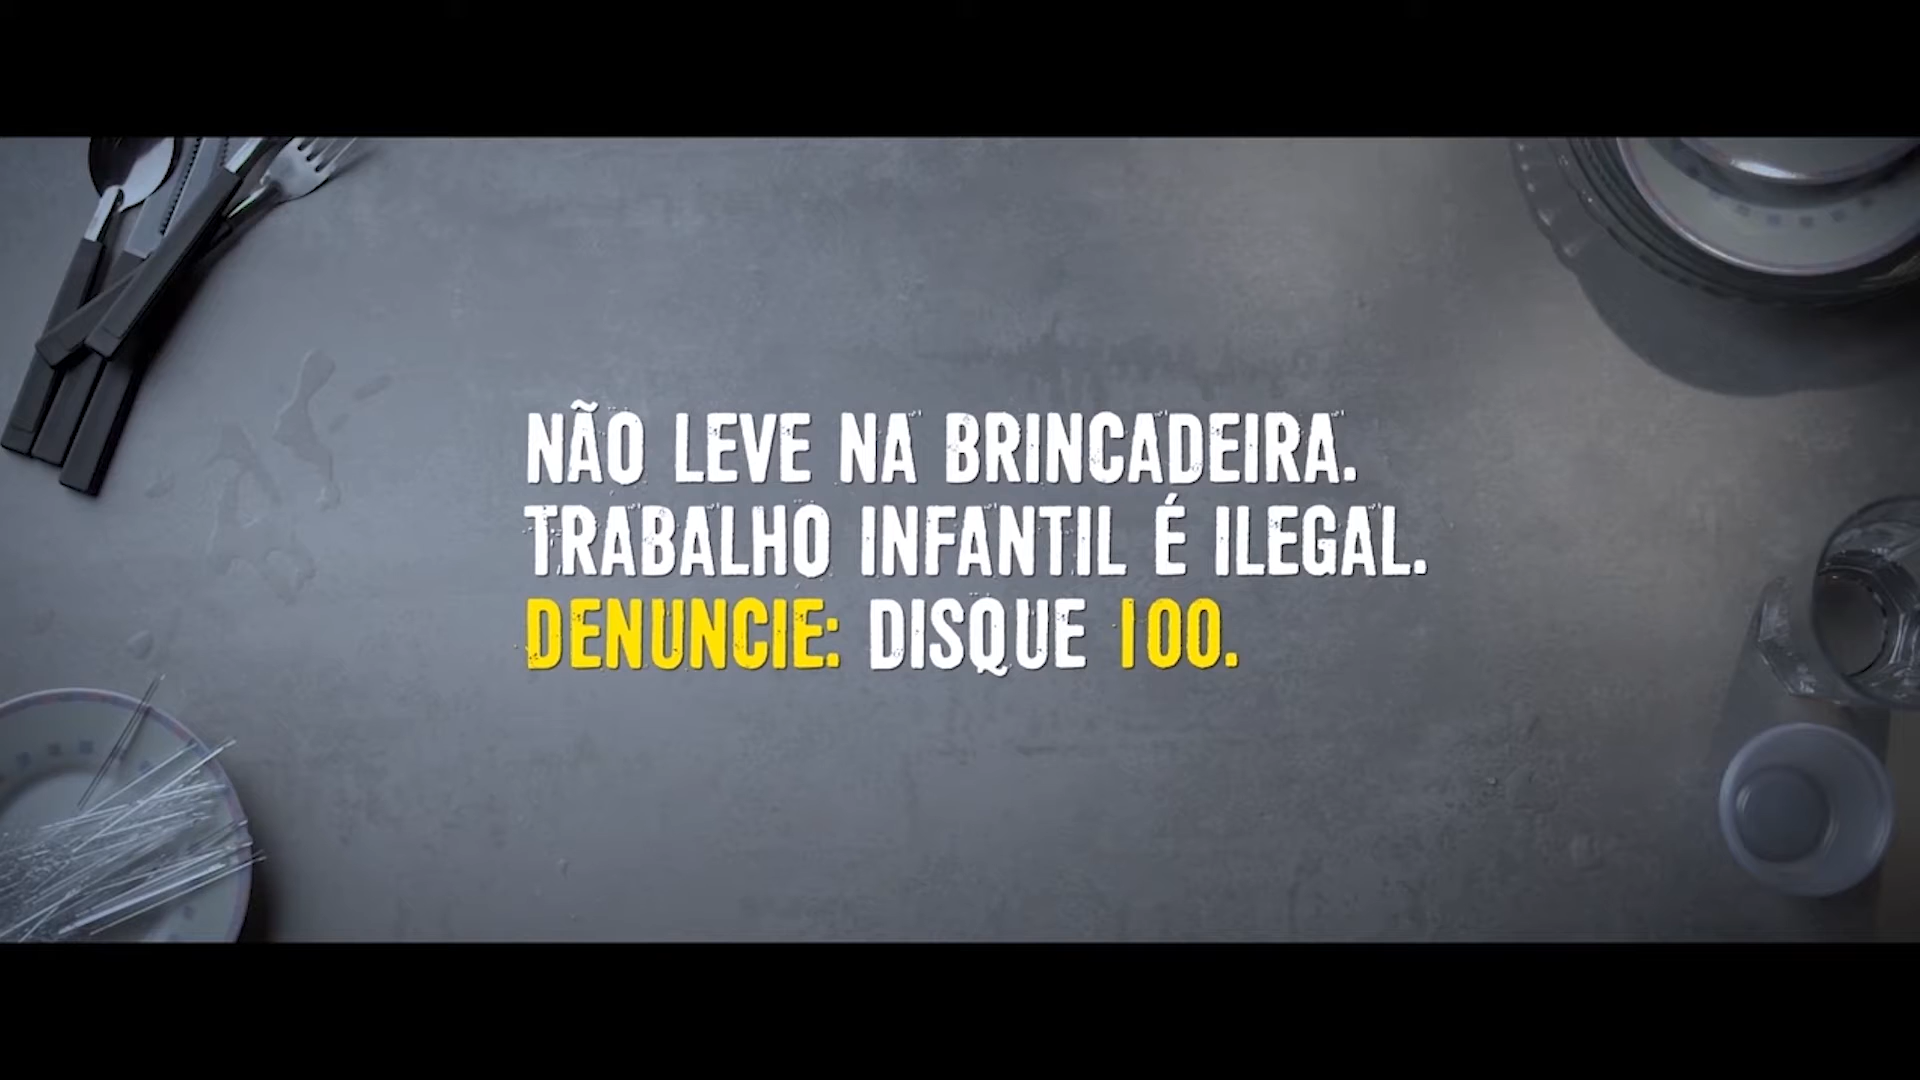 NÃO LEVE NA BRINCADEIRA.
TRABALHO INFANTIL É ILEGAL.
DENUNCIE: DISQUE 100.